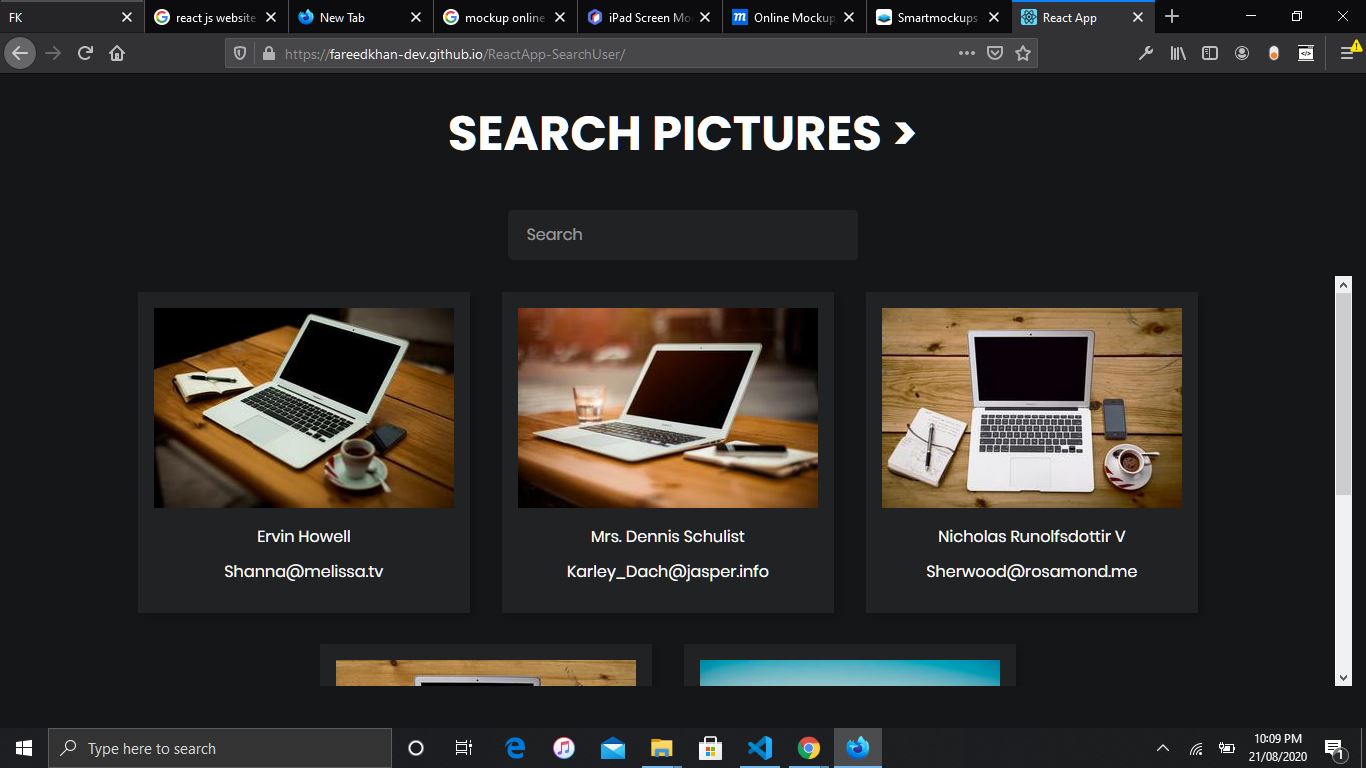 FK
react js website
New Tab
mockup online
iPad Screen Mo
Online Mockup
Smartmockups
React App
https://fareedkhan-dev.github.io/ReactApp-SearchUser/
SEARCH PICTURES >
Search
Ervin Howell
Shanna@melissa.tv
Mrs. Dennis Schulist
Karley_Dach@jasper.info
Nicholas Runolfsdottir V
Sherwood@rosamond.me
Type here to search
10:09 PM
21/08/2020
1